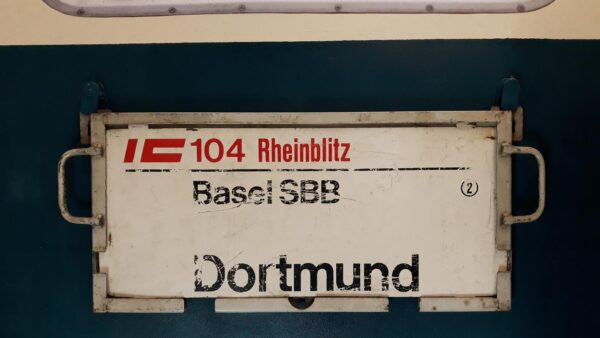 IC 104 Rheinblitz
Basel SBB
(2)
Dortmund